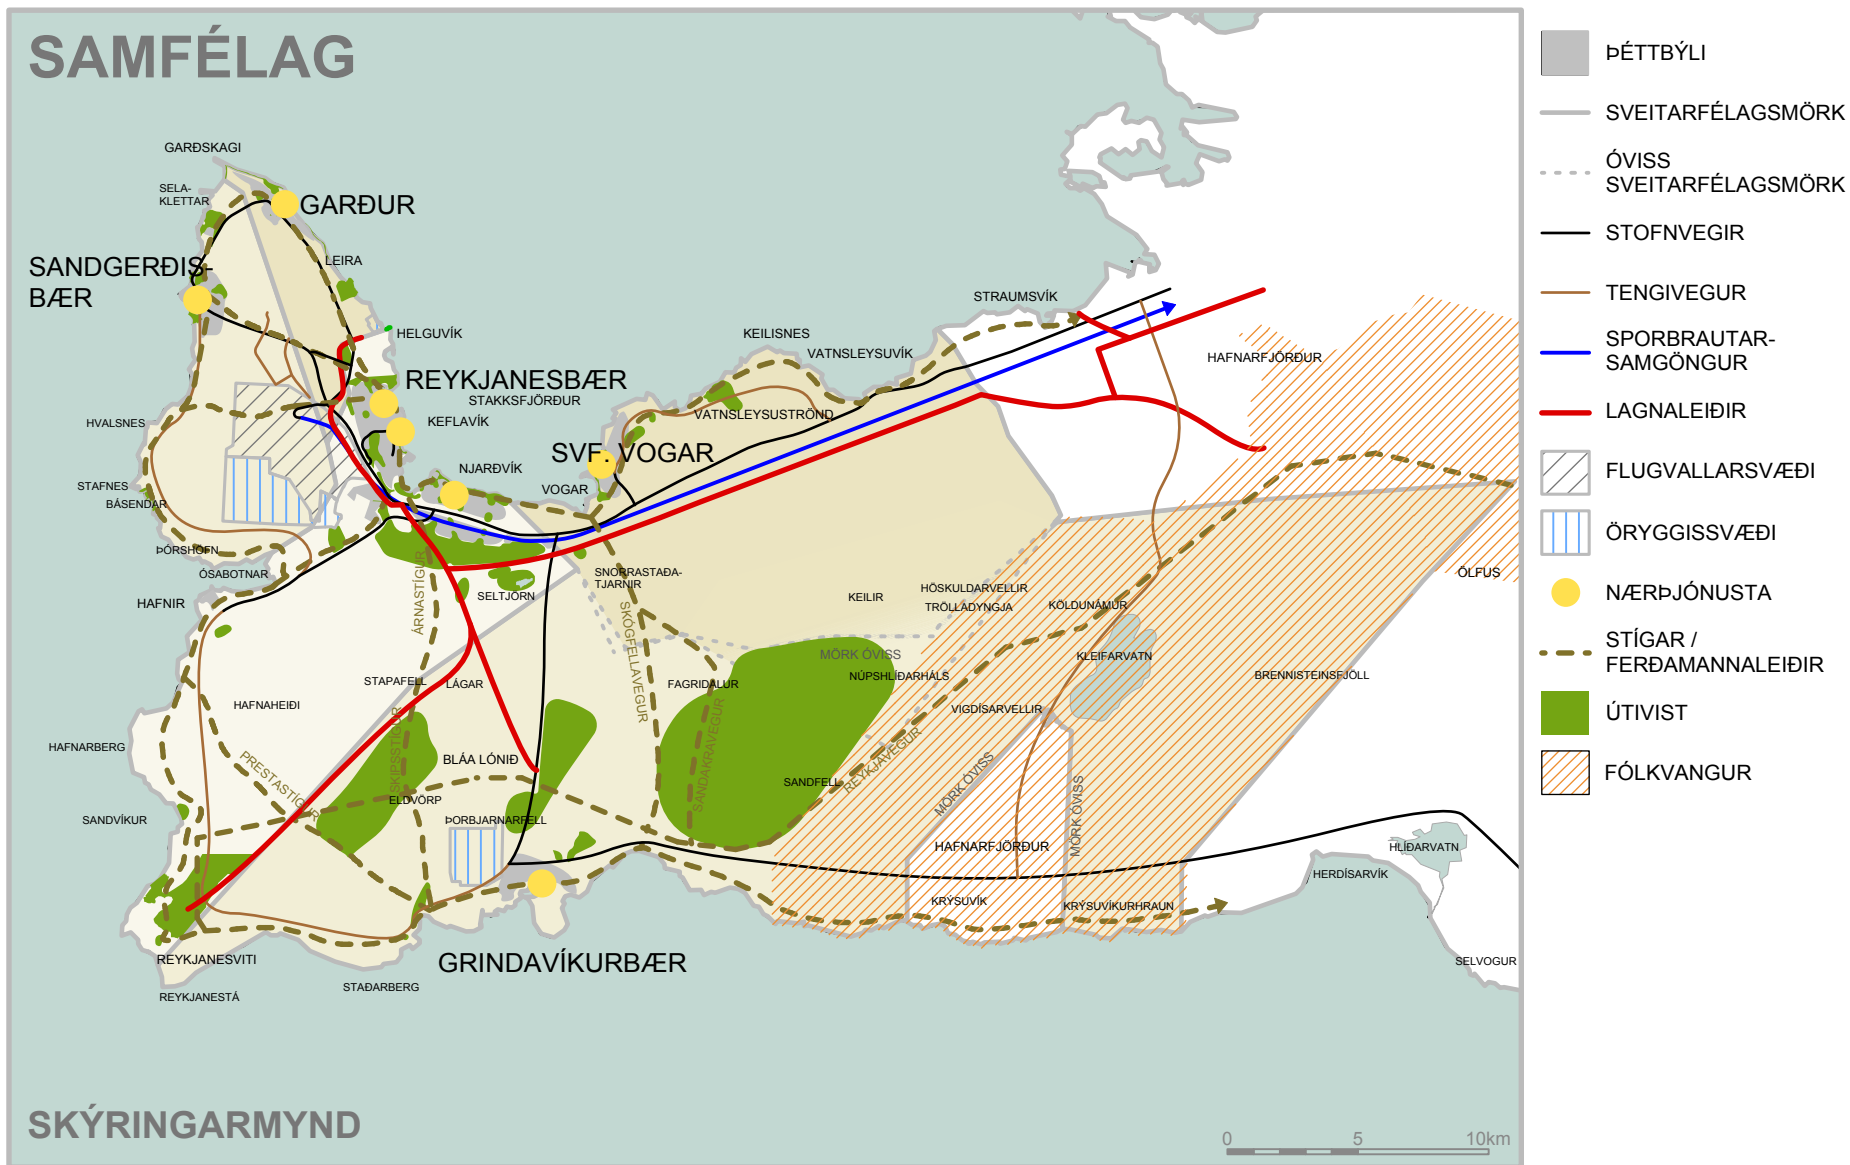 SAMFÉLAG
GARÐSKAGI
SELA-
KLETTAR
GARÐUR
SANDGERÐIS-
BÆR
LEIRA
HELGUVÍK
STRAUMSVÍK
KEILISNES
VATNSLEYSUVÍK
HAFNARFJÖRÐUR
REYKJANESBÆR
STAKKSFJÖRÐUR
KEFLAVÍK
VATNSLEYSUSTRÖND
HVALSNES
SVF. VOGAR
NJARÐVÍK
VOGAR
STAFNES
BÁSENDAR
ÞÓRSHÖFN
ÓSABOTNAR
HAFNIR
ÁRNASTÍGUR
SELTJÖRN
SNORRASTAÐA-
TJARNIR
SKÓGFELLAVEGUR
KEILIR
HÖSKULDARVELLIR
TRÖLLADYNGJA
KÖLDUNÁMUR
ÖLFUS
MÖRK ÓVISS
KLEIFARVATN
NÚPSHLÍÐARHÁLS
BRENNISTEINSFJÖLL
STAPAFELL
LÁGAR
FAGRIDALUR
HAFNAHEIÐI
VIGDÍSARVELLIR
SKIPSSTÍGUR
SANDAKRAVEGUR
REYKJAVEGUR
HAFNARBERG
PRESTASTÍGUR
BLÁA LÓNIÐ
SANDFELL
MÖRK ÓVISS
MÖRK ÓVISS
ELDVÖRP
SANDVÍKUR
ÞORBJARNARFELL
HAFNARFJÖRÐUR
HLÍÐARVATN
HERDÍSARVÍK
KRÝSUVÍK
KRÝSUVÍKURHRAUN
REYKJANESVITI
GRINDAVÍKURBÆR
SELVOGUR
STAÐARBERG
REYKJANESTÁ
SKÝRINGARMYND
0 5 10km
ÞÉTTBÝLI
SVEITARFÉLAGSMÖRK
ÓVISS
SVEITARFÉLAGSMÖRK
STOFNVEGIR
TENGIVEGUR
SPORBRAUTAR-
SAMGÖNGUR
LAGNALEIÐIR
FLUGVALLARSVÆÐI
ÖRYGGISSVÆÐI
NÆRÞJÓNUSTA
STÍGAR /
FERÐAMANNALEIÐIR
ÚTIVIST
FÓLKVANGUR